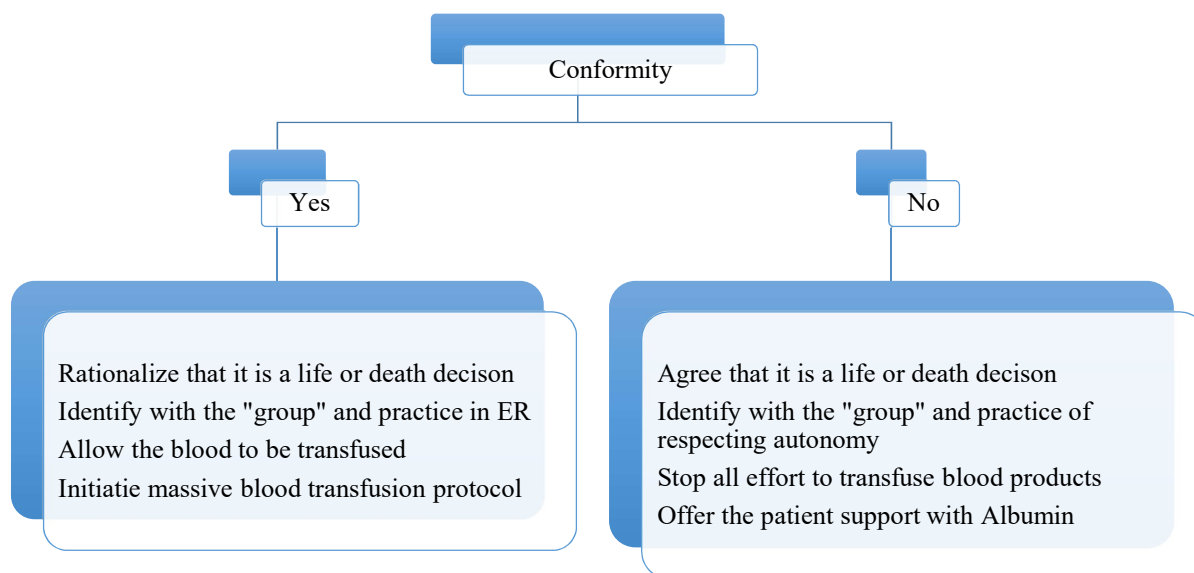 Conformity
Yes
No
Rationalize that it is a life or death decison
Identify with the "group" and practice in ER
Allow the blood to be transfused
Initiatie massive blood transfusion protocol
Agree that it is a life or death decison
Identify with the "group" and practice of
respecting autonomy
Stop all effort to transfuse blood products
Offer the patient support with Albumin